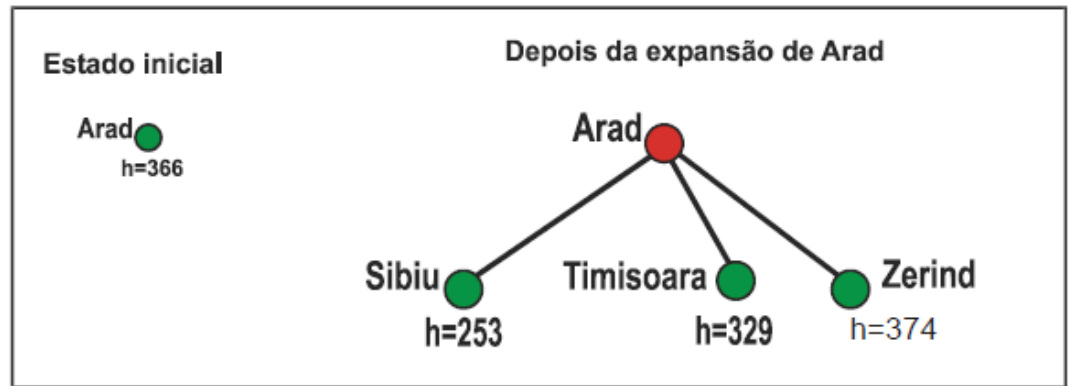 Estado inicial
Arad
h=366
Depois da expansão de Arad
Arad
Sibiu
h=253
Timisoara
h=329
Zerind
h=374